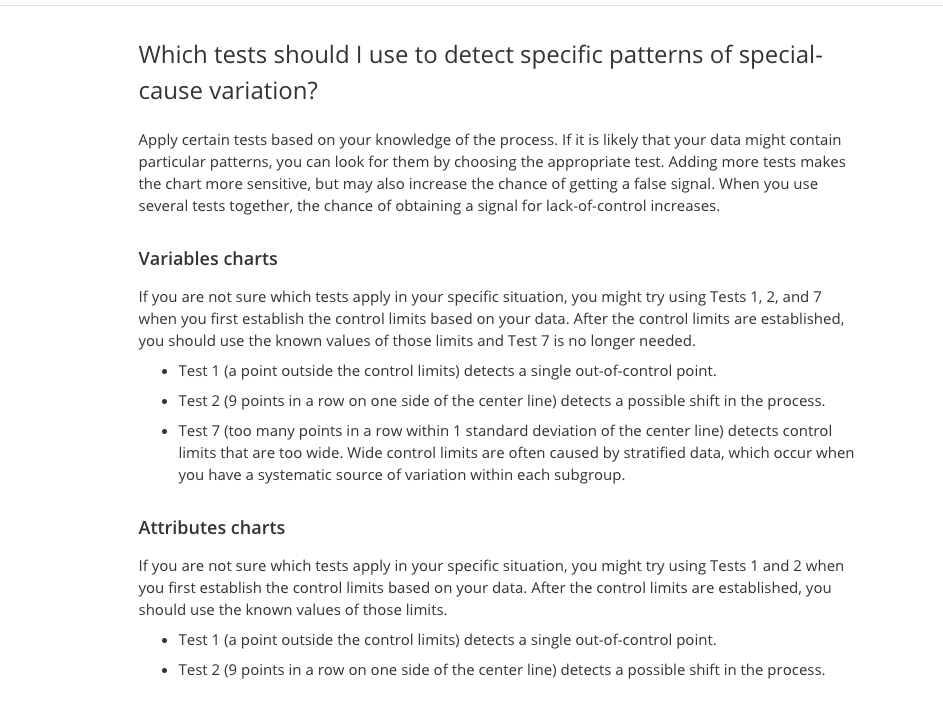 Which tests should I use to detect specific patterns of special-
cause variation?
Apply certain tests based on your knowledge of the process. If it is likely that your data might contain
particular patterns, you can look for them by choosing the appropriate test. Adding more tests makes
the chart more sensitive, but may also increase the chance of getting a false signal. When you use
several tests together, the chance of obtaining a signal for lack-of-control increases.
Variables charts
If you are not sure which tests apply in your specific situation, you might try using Tests 1, 2, and 7
when you first establish the control limits based on your data. After the control limits are established,
you should use the known values of those limits and Test 7 is no longer needed.
• Test 1 (a point outside the control limits) detects a single out-of-control point.
• Test 2 (9 points in a row on one side of the center line) detects a possible shift in the process.
• Test 7 (too many points in a row within 1 standard deviation of the center line) detects control
limits that are too wide. Wide control limits are often caused by stratified data, which occur when
you have a systematic source of variation within each subgroup.
Attributes charts
If you are not sure which tests apply in your specific situation, you might try using Tests 1 and 2 when
you first establish the control limits based on your data. After the control limits are established, you
should use the known values of those limits.
• Test 1 (a point outside the control limits) detects a single out-of-control point.
• Test 2 (9 points in a row on one side of the center line) detects a possible shift in the process.